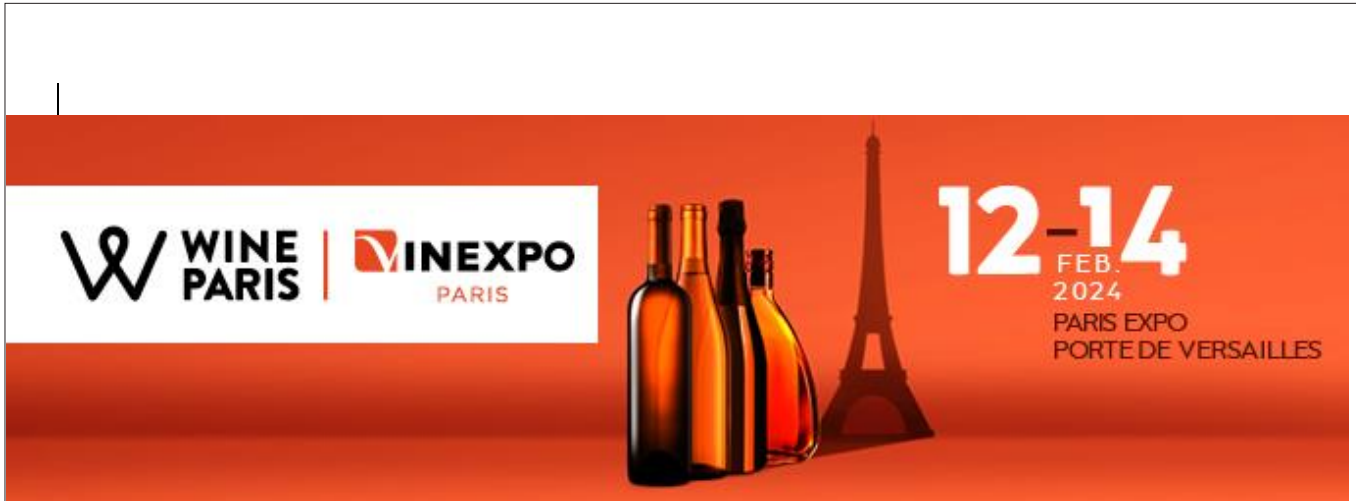 WINE
PARIS
VINEXPO
PARIS
12-14
FEB.
2024
PARIS EXPO
PORTE DE VERSAILLES